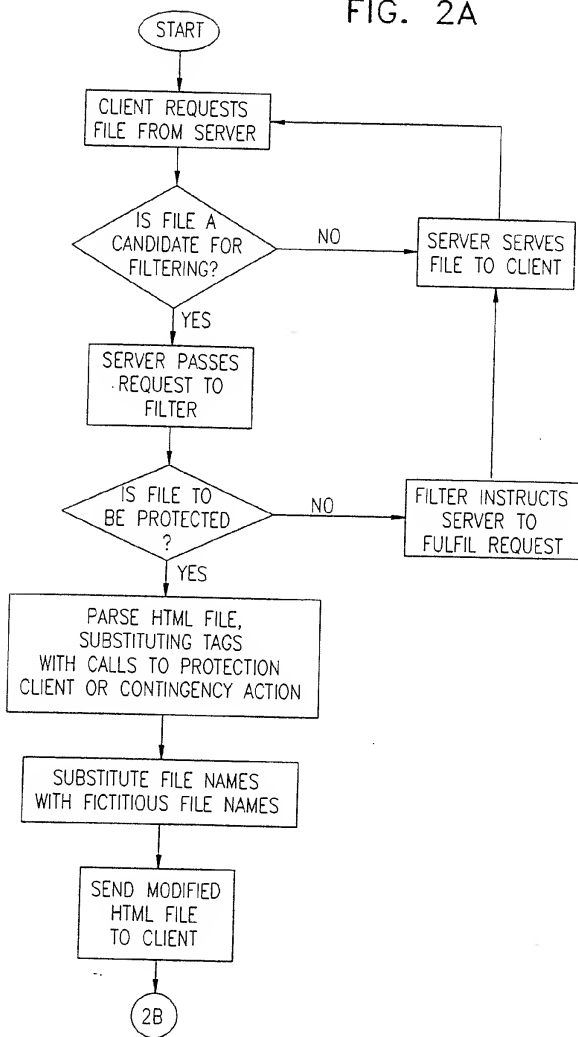 FIG. 2A
START
CLIENT REQUESTS
FILE FROM SERVER
IS FILE A
CANDIDATE FOR
FILTERING?
NO
SERVER SERVES
FILE TO CLIENT
YES
SERVER PASSES
REQUEST TO
FILTER
IS FILE TO
BE PROTECTED
?
NO
FILTER INSTRUCTS
SERVER TO
FULFIL REQUEST
YES
PARSE HTML FILE,
SUBSTITUTING TAGS
WITH CALLS TO PROTECTION
CLIENT OR CONTINGENCY ACTION
SUBSTITUTE FILE NAMES
WITH FICTITIOUS FILE NAMES
SEND MODIFIED
HTML FILE
TO CLIENT
2B